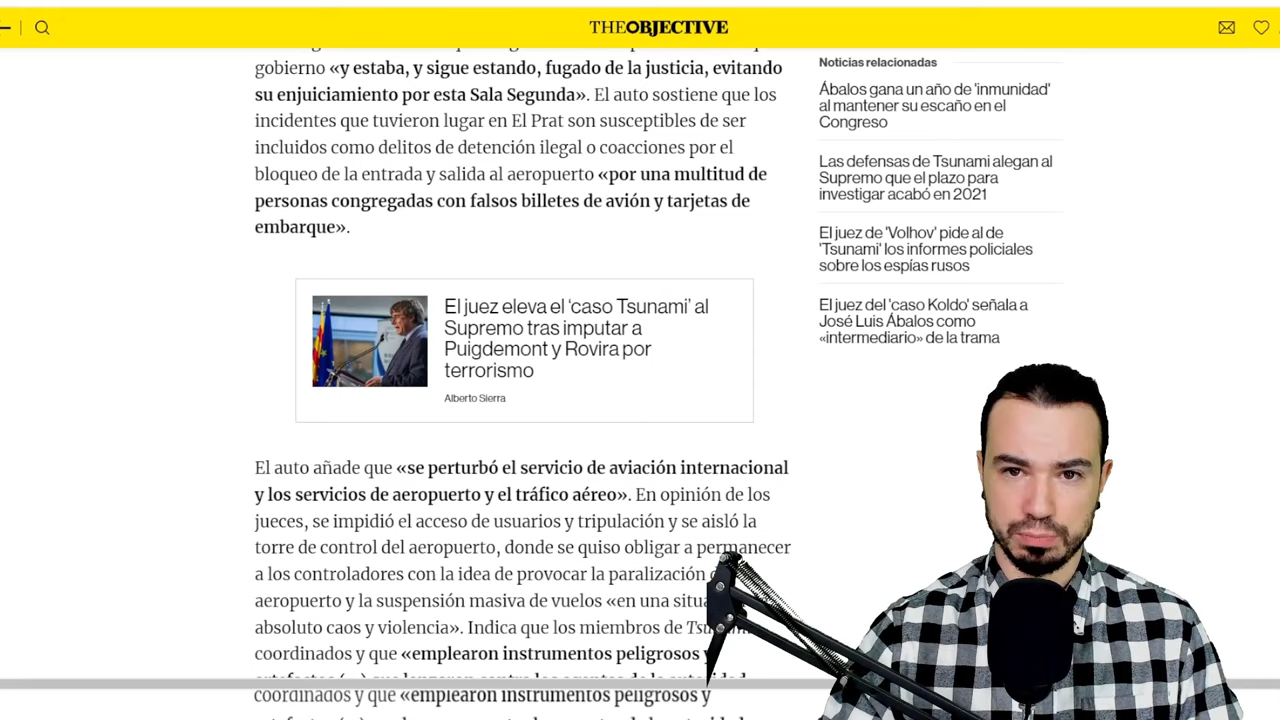 THE OBJECTIVE
gobierno «y estaba, y sigue estando, fugado de la justicia, evitando
su enjuiciamiento por esta Sala Segunda». El auto sostiene que los
incidentes que tuvieron lugar en El Prat son susceptibles de ser
incluidos como delitos de detención ilegal o coacciones por el
bloqueo de la entrada y salida al aeropuerto «por una multitud de
personas congregadas con falsos billetes de avión y tarjetas de
embarque».
El juez eleva el ‘caso Tsunami’ al
Supremo tras imputar a
Puigdemont y Rovira por
terrorismo
Alberto Sierra
El auto añade que «se perturbó el servicio de aviación internacional
y los servicios de aeropuerto y el tráfico aéreo». En opinión de los
jueces, se impidió el acceso de usuarios y tripulación y se aisló la
torre de control del aeropuerto, donde se quiso obligar a permanecer
a los controladores con la idea de provocar la paralización
aeropuerto y la suspensión masiva de vuelos «en una
absoluto caos y violencia». Indica que los miembros de
coordinados y que «emplearon instrumentos peligrosos y
coordinados y que «emplearon instrumentos peligrosos y
Noticias relacionadas
Ábalos gana un año de 'inmunidad'
al mantener su escaño en el
Congreso
Las defensas de Tsunami alegan al
Supremo que el plazo para
investigar acabó en 2021
El juez de 'Volhov' pide al de
'Tsunami' los informes policiales
sobre los espías rusos
El juez del 'caso Koldo' señala a
José Luis Ábalos como
«intermediario» de la trama